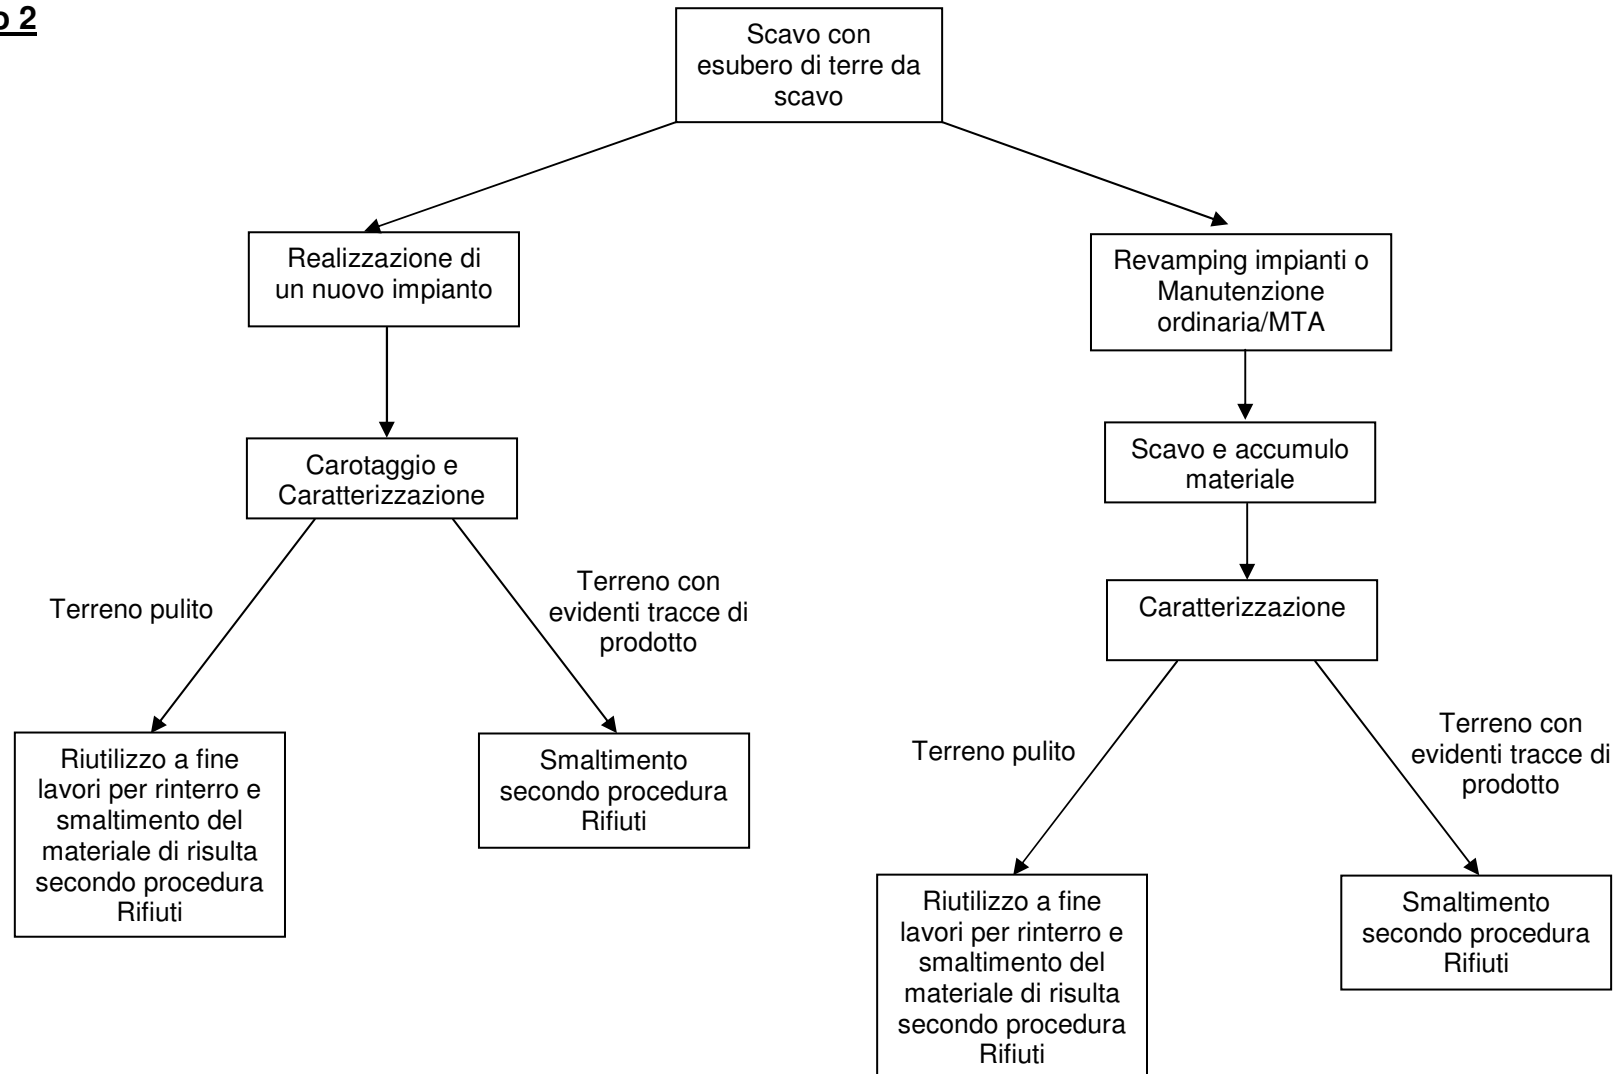 o 2
Scavo con
esubero di terre da
scavo
Realizzazione di
un nuovo impianto
Revamping impianti o
Manutenzione
ordinaria/MTA
Carotaggio e
Caratterizzazione
Scavo e accumulo
materiale
Terreno pulito
Terreno con
evidenti tracce di
prodotto
Caratterizzazione
Riutilizzo a fine
lavori per rinterro e
smaltimento del
materiale di risulta
secondo procedura
Rifiuti
Smaltimento
secondo procedura
Rifiuti
Terreno pulito
Terreno con
evidenti tracce di
prodotto
Riutilizzo a fine
lavori per rinterro e
smaltimento del
materiale di risulta
secondo procedura
Rifiuti
Smaltimento
secondo procedura
Rifiuti